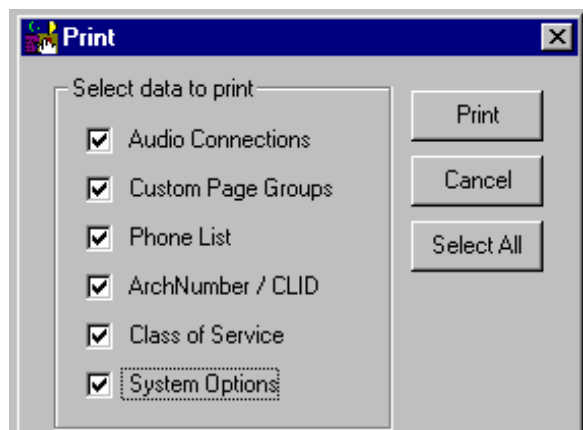 Print
Select data to print
Audio Connections
Custom Page Groups
Phone List
ArchNumber / CLID
Class of Service
System Options
Print
Cancel
Select All